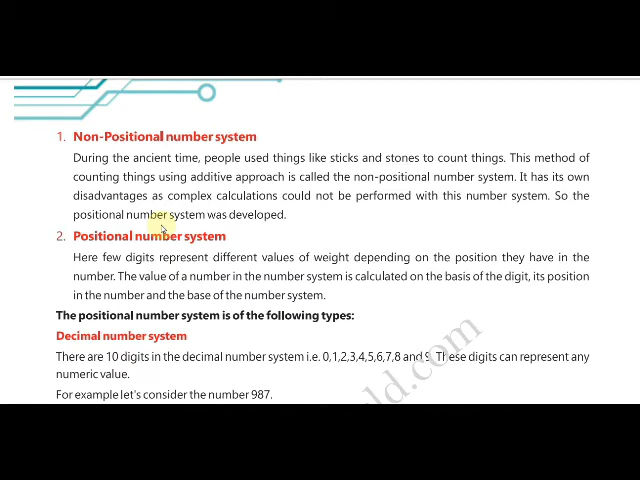 1. Non-Positional number system
During the ancient time, people used things like sticks and stones to count things. This method of
counting things using additive approach is called the non-positional number system. It has its own
disadvantages as complex calculations could not be performed with this number system. So the
positional number system was developed.
2. Positional number system
Here few digits represent different values of weight depending on the position they have in the
number. The value of a number in the number system is calculated on the basis of the digit, its position
in the number and the base of the number system.
The positional number system is of the following types:
Decimal number system
There are 10 digits in the decimal number system i.e. 0,1,2,3,4,5,6,7,8 and 9. These digits can represent any
numeric value.
For example let's consider the number 987.
ld.com